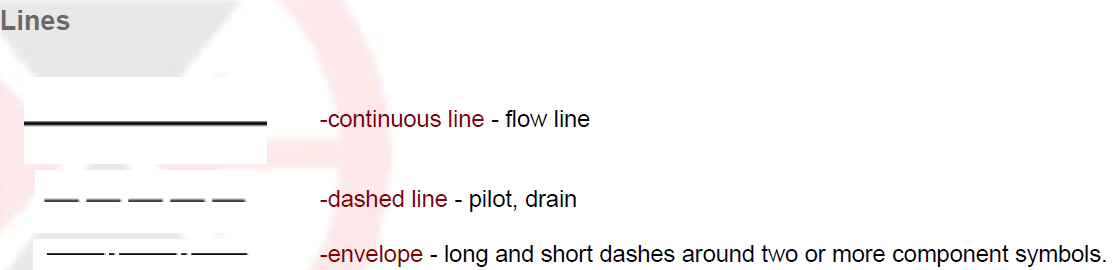 Lines
-continuous line - flow line
-dashed line - pilot, drain
-envelope - long and short dashes around two or more component symbols.